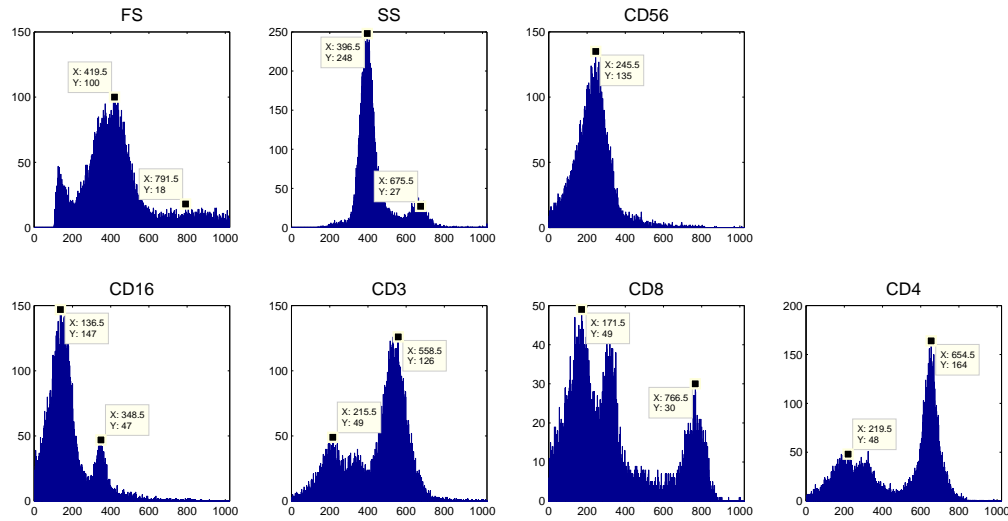 FS
SS
CD56
150
100
50
0
0 200 400 600 800 1000
X: 419.5
Y: 100
X: 791.5
Y: 18
250
200
150
100
50
0
0 200 400 600 800 1000
X: 396.5
Y: 248
X: 675.5
Y: 27
150
100
50
0
0 200 400 600 800 1000
X: 245.5
Y: 135
CD16
CD3
CD8
CD4
150
100
50
0
0 200 400 600 800 1000
X: 136.5
Y: 147
X: 348.5
Y: 47
150
100
50
0
0 200 400 600 800 1000
X: 215.5
Y: 49
X: 558.5
Y: 126
50
40
30
20
10
0
0 200 400 600 800 1000
X: 171.5
Y: 49
X: 766.5
Y: 30
200
150
100
50
0
0 200 400 600 800 1000
X: 219.5
Y: 48
X: 654.5
Y: 164